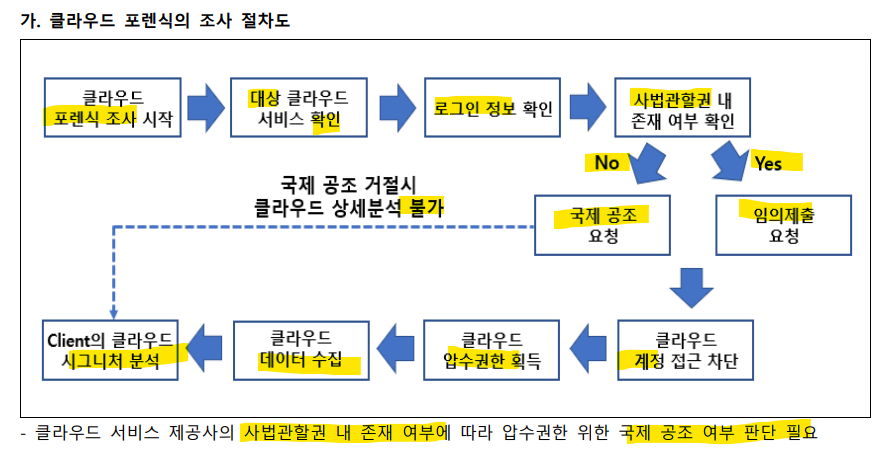 가. 클라우드 포렌식의 조사 절차도
클라우드
포렌식 조사 시작
대상 클라우드
서비스 확인
로그인 정보 확인
사법관할권 내
존재 여부 확인
No
Yes
국제 공조 거절시
클라우드 상세분석 불가
국제 공조
요청
임의제출
요청
Client의 클라우드
시그니처 분석
클라우드
데이터 수집
클라우드
압수권한 획득
클라우드
계정 접근 차단
- 클라우드 서비스 제공사의 사법관할권 내 존재 여부에 따라 압수권한 위한 국제 공조 여부 판단 필요